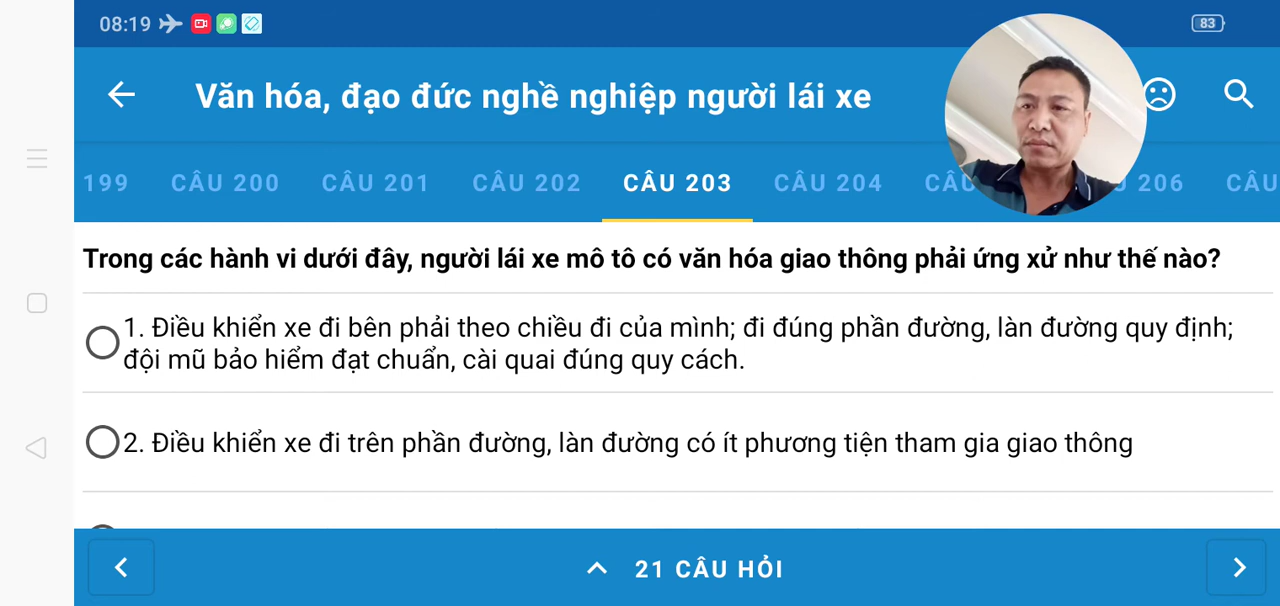 08:19
83
Văn hóa, đạo đức nghề nghiệp người lái xe
199 CÂU 200 CÂU 201 CÂU 202 CÂU 203 CÂU 204 CÂU 206 CÂU
Trong các hành vi dưới đây, người lái xe mô tô có văn hóa giao thông phải ứng xử như thế nào?
1. Điều khiển xe đi bên phải theo chiều đi của mình; đi đúng phần đường, làn đường quy định;
đội mũ bảo hiểm đạt chuẩn, cài quai đúng quy cách.
2. Điều khiển xe đi trên phần đường, làn đường có ít phương tiện tham gia giao thông
21 CÂU HỎI